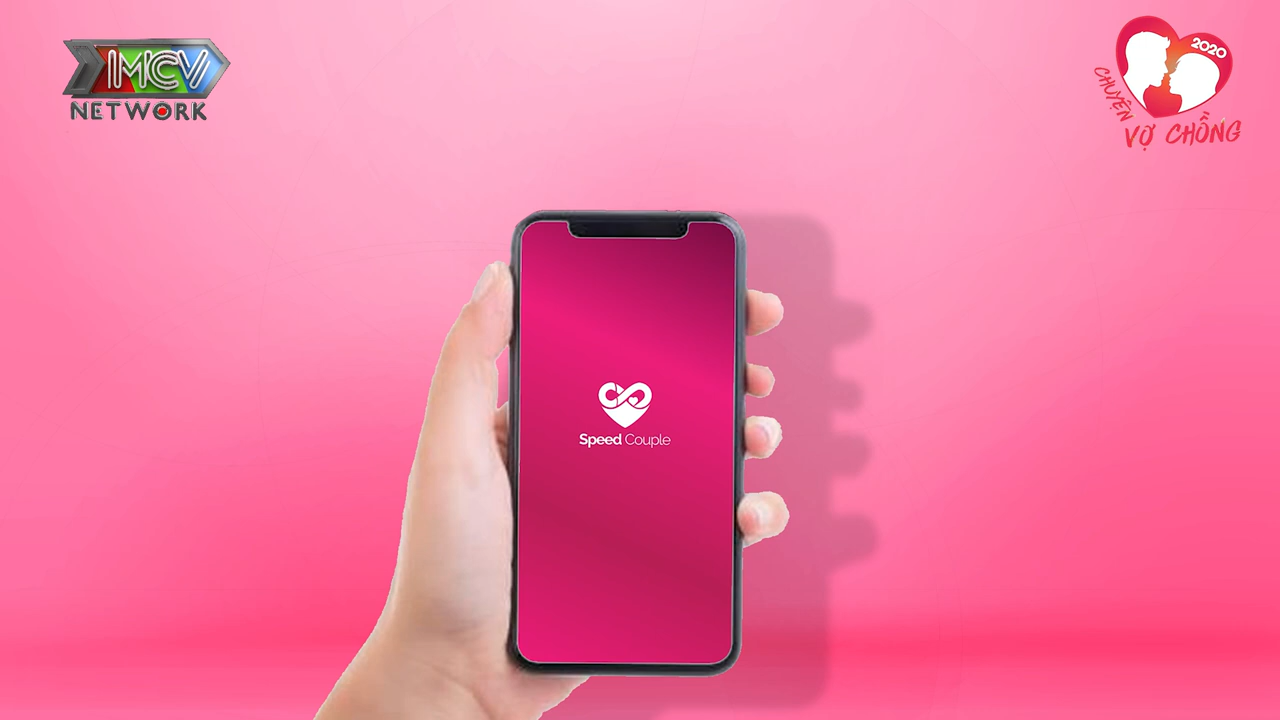 MCV
NETWORK
2020
CHUYỆN
VỢ CHỒNG
Speed Couple